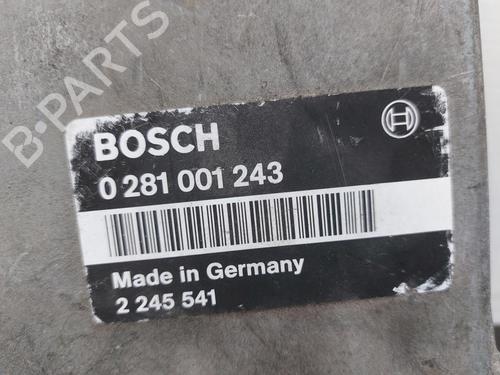 B-PARTS
BOSCH
0 281 001 243
Made in Germany
2 245 541